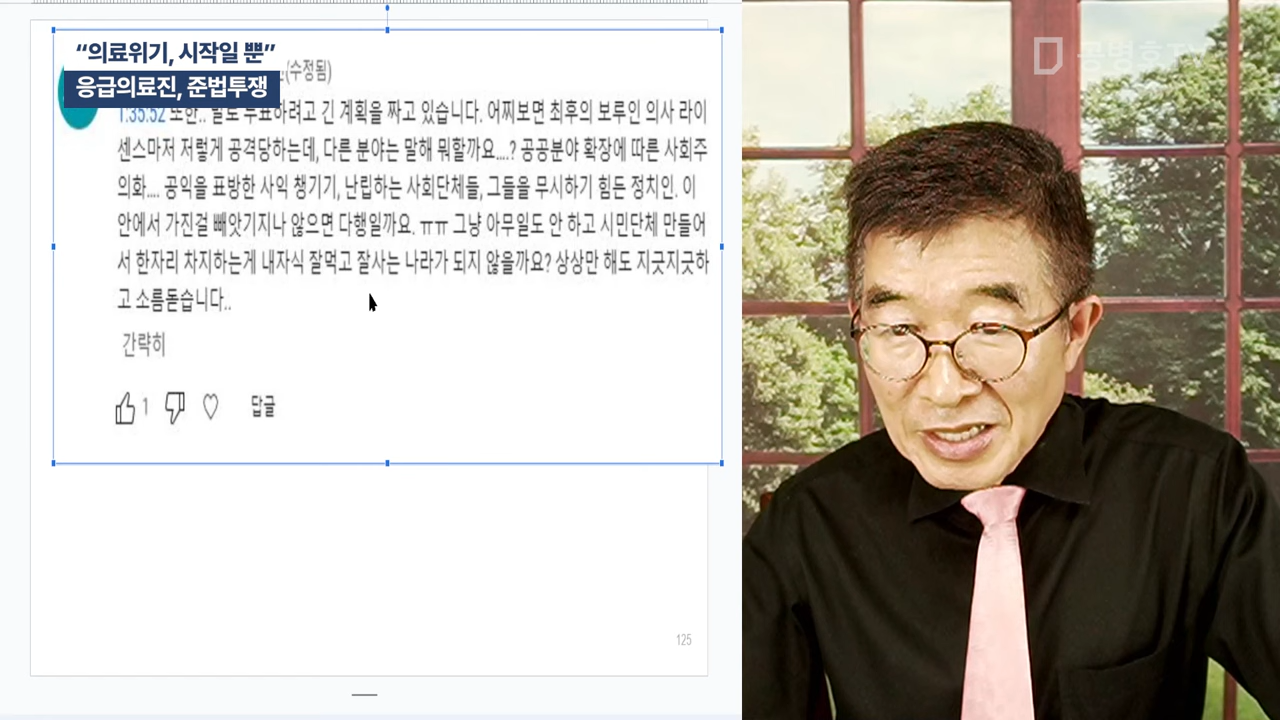 “의료위기, 시작일 뿐”
응급의료진, 준법투쟁
(수정됨)
1:35:52 또한.. 투표하려고 긴 계획을 짜고 있습니다. 어찌보면 최후의 보루인 의사 라이
센스마저 저렇게 공격당하는데, 다른 분야는 말해 뭐할까요....? 공공분야 확장에 따른 사회주
의화.... 공익을 표방한 사익 챙기기, 난립하는 사회단체들, 그들을 무시하기 힘든 정치인. 이
안에서 가진걸 빼앗기지나 않으면 다행일까요. ㅠㅠ 그냥 아무일도 안 하고 시민단체 만들어
서 한자리 차지하는게 내자식 잘먹고 잘사는 나라가 되지 않을까요? 상상만 해도 지긋지긋하
고 소름돋습니다..
간략히
1 답글
125
공병호TV